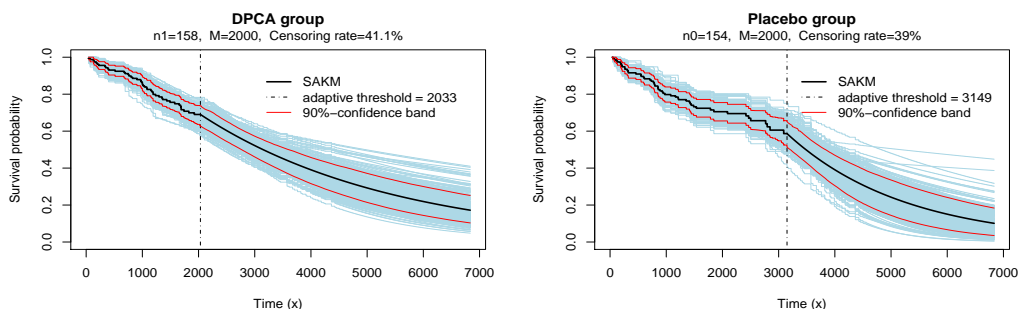 DPCA group
n1=158, M=2000, Censoring rate=41.1%
Survival probability
1.0
0.8
0.6
0.4
0.2
0.0
SAKM
adaptive threshold = 2033
90%-confidence band
0 1000 2000 3000 4000 5000 6000 7000
Time (x)
Placebo group
n0=154, M=2000, Censoring rate=39%
Survival probability
1.0
0.8
0.6
0.4
0.2
0.0
SAKM
adaptive threshold = 3149
90%-confidence band
0 1000 2000 3000 4000 5000 6000 7000
Time (x)